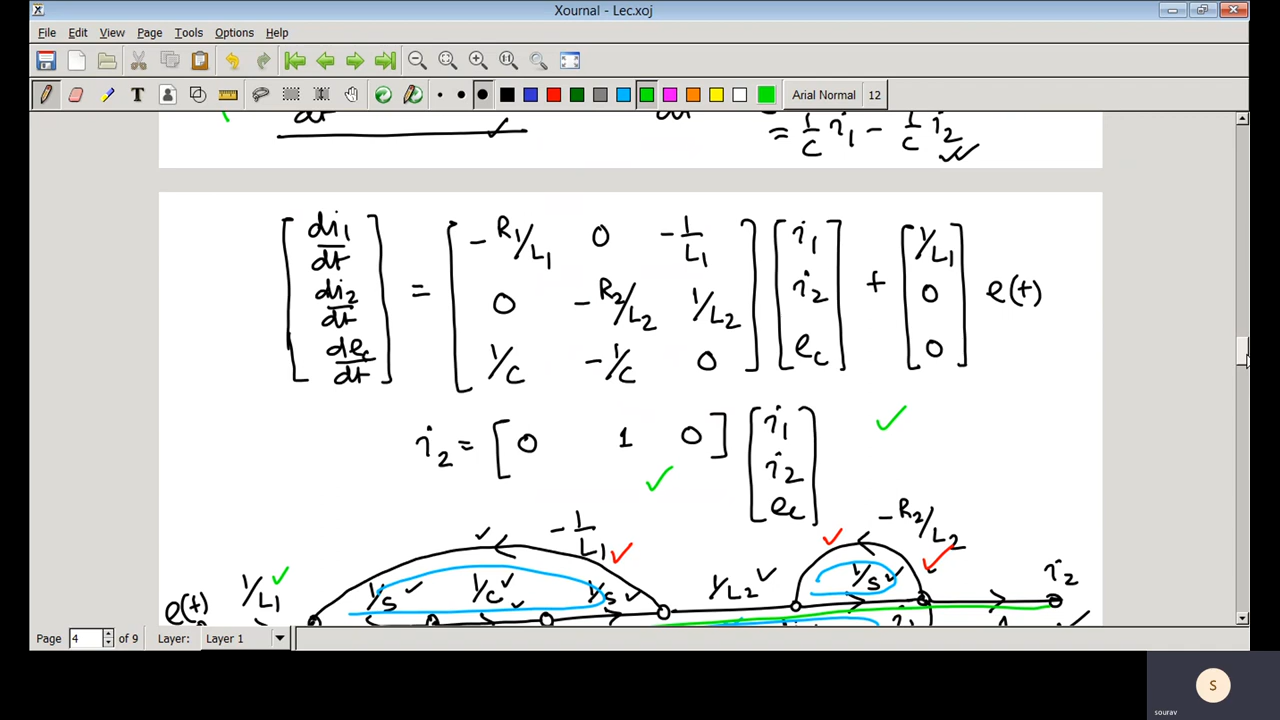 Xournal - Lec.xoj
File Edit View Page Tools Options Help
Arial Normal 12
dt
dt
= 1/C i1 - 1/C i2
[di1/dt di2/dt dec/dt] = [-R1/L1 0 -1/L1 0 -R2/L2 1/L2 1/C -1/C 0] [i1 i2 ec] + [1/L1 0 0] e(t)
i2 = [0 1 0] [i1 i2 ec]
-1/L1 -R2/L2
e(t) 1/L1 1/s 1/C 1/s 1/L2 1/s i2
Page 4 of 9 Layer: Layer 1
S
sourav